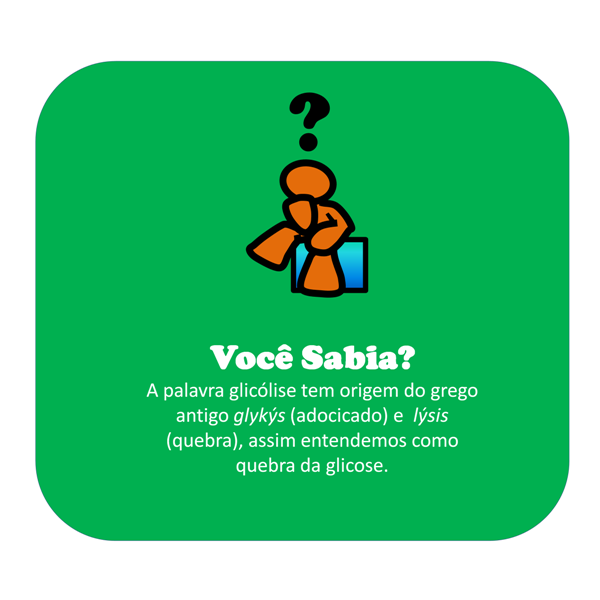 ?
Você Sabia?
A palavra glicólise tem origem do grego
antigo glykýs (adocicado) e lýsis
(quebra), assim entendemos como
quebra da glicose.